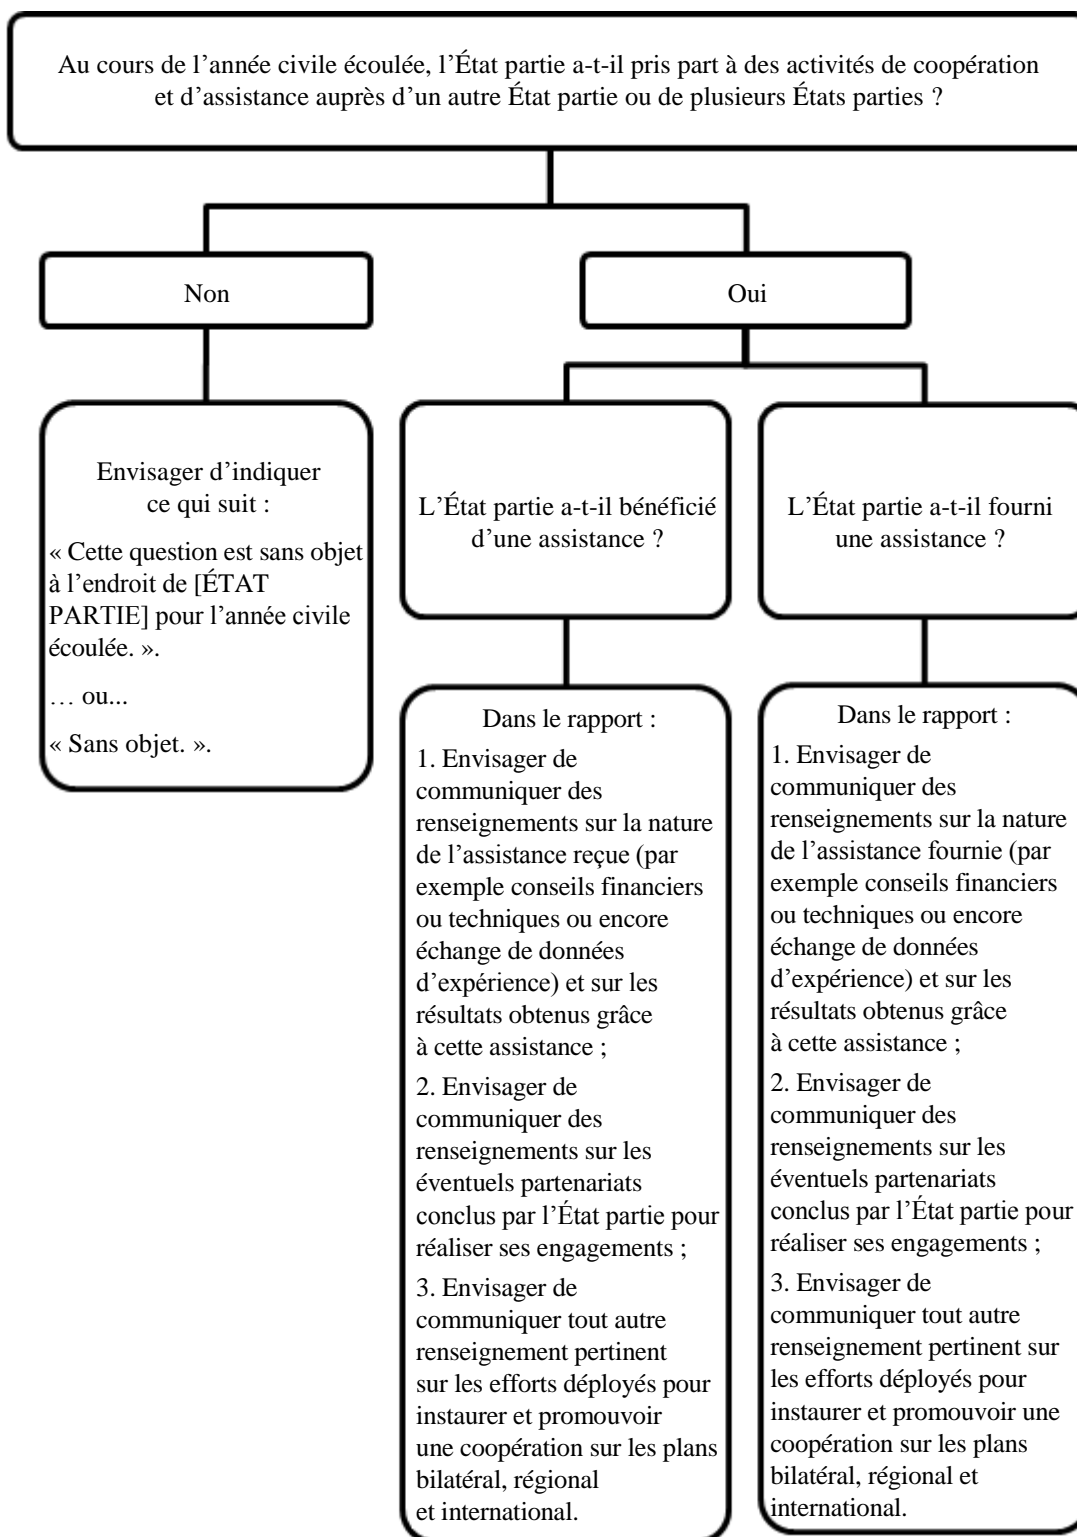 Au cours de l’année civile écoulée, l’État partie a-t-il pris part à des activités de coopération
et d’assistance auprès d’un autre État partie ou de plusieurs États parties ?
Non
Oui
Envisager d’indiquer
ce qui suit :
« Cette question est sans objet
à l’endroit de [ÉTAT
PARTIE] pour l’année civile
écoulée. ».
… ou...
« Sans objet. ».
L’État partie a-t-il bénéficié
d’une assistance ?
L’État partie a-t-il fourni
une assistance ?
Dans le rapport :
1. Envisager de
communiquer des
renseignements sur la nature
de l’assistance reçue (par
exemple conseils financiers
ou techniques ou encore
échange de données
d’expérience) et sur les
résultats obtenus grâce
à cette assistance ;
2. Envisager de
communiquer des
renseignements sur les
éventuels partenariats
conclus par l’État partie pour
réaliser ses engagements ;
3. Envisager de
communiquer tout autre
renseignement pertinent
sur les efforts déployés pour
instaurer et promouvoir
une coopération sur les plans
bilatéral, régional
et international.
Dans le rapport :
1. Envisager de
communiquer des
renseignements sur la nature
de l’assistance fournie (par
exemple conseils financiers
ou techniques ou encore
échange de données
d’expérience) et sur les
résultats obtenus grâce
à cette assistance ;
2. Envisager de
communiquer des
renseignements sur les
éventuels partenariats
conclus par l’État partie pour
réaliser ses engagements ;
3. Envisager de
communiquer tout autre
renseignement pertinent sur
les efforts déployés pour
instaurer et promouvoir une
coopération sur les plans
bilatéral, régional et
international.